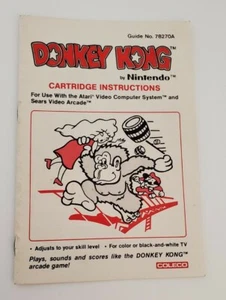 Guide No. 78270A
DONKEY KONG™
by Nintendo™
CARTRIDGE INSTRUCTIONS
For Use With the Atari® Video Computer System™ and
Sears Video Arcade™
• Adjusts to your skill level • For color or black-and-white TV
Plays, sounds and scores like the DONKEY KONG™
arcade game!
COLECO